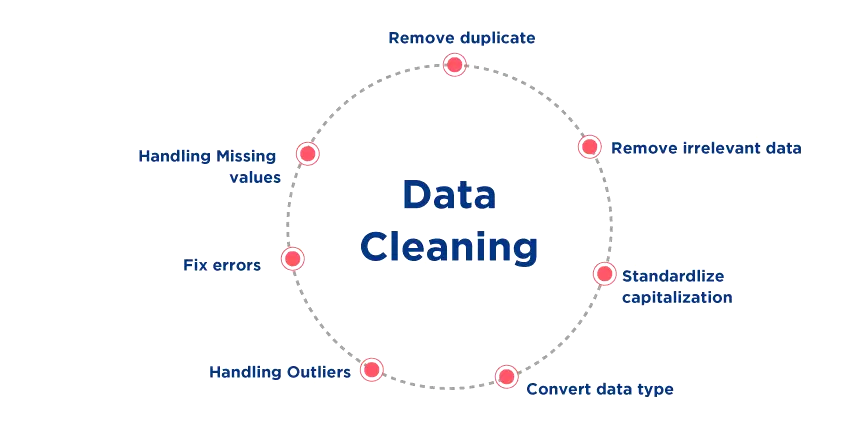 Remove duplicate
Remove irrelevant data
Standardlize
capitalization
Convert data type
Handling Outliers
Fix errors
Handling Missing
values
Data
Cleaning